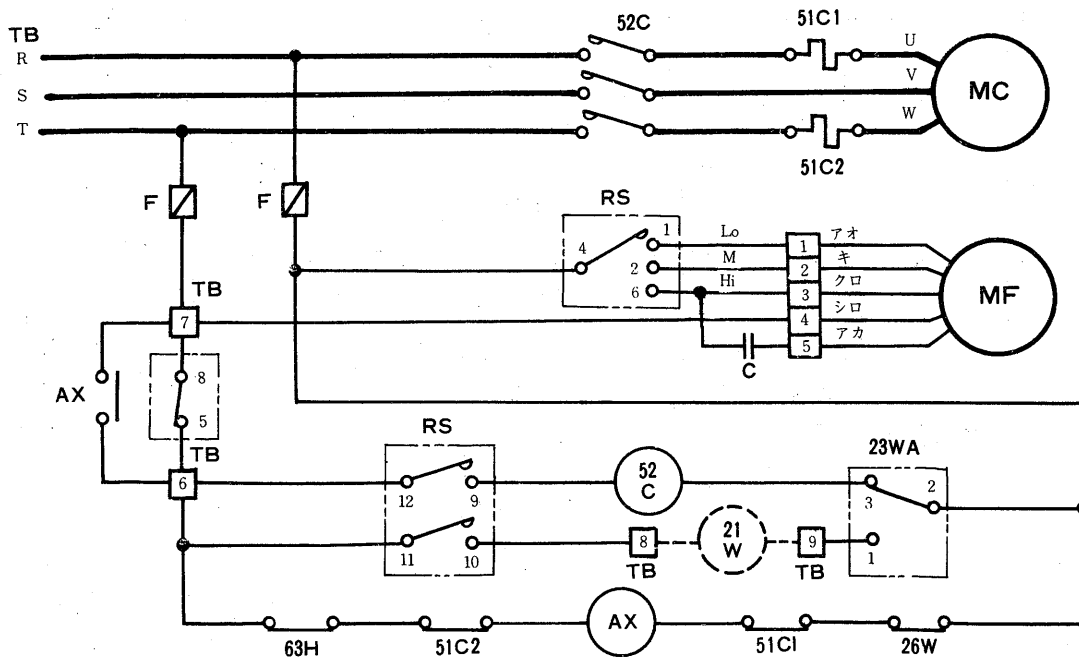 52C 51C1
TB
R U
S V MC
T W
51C2
F F RS
4 1 Lo 1 アオ
2 M 2 キ
6 Hi 3 クロ MF
TB 4 シロ
7 5 アカ
C
AX 8
5
TB RS 23WA
6 12 9 52 C 3 2
11 10 8 21 W 9 1
TB TB
AX
63H 51C2 51C1 26W